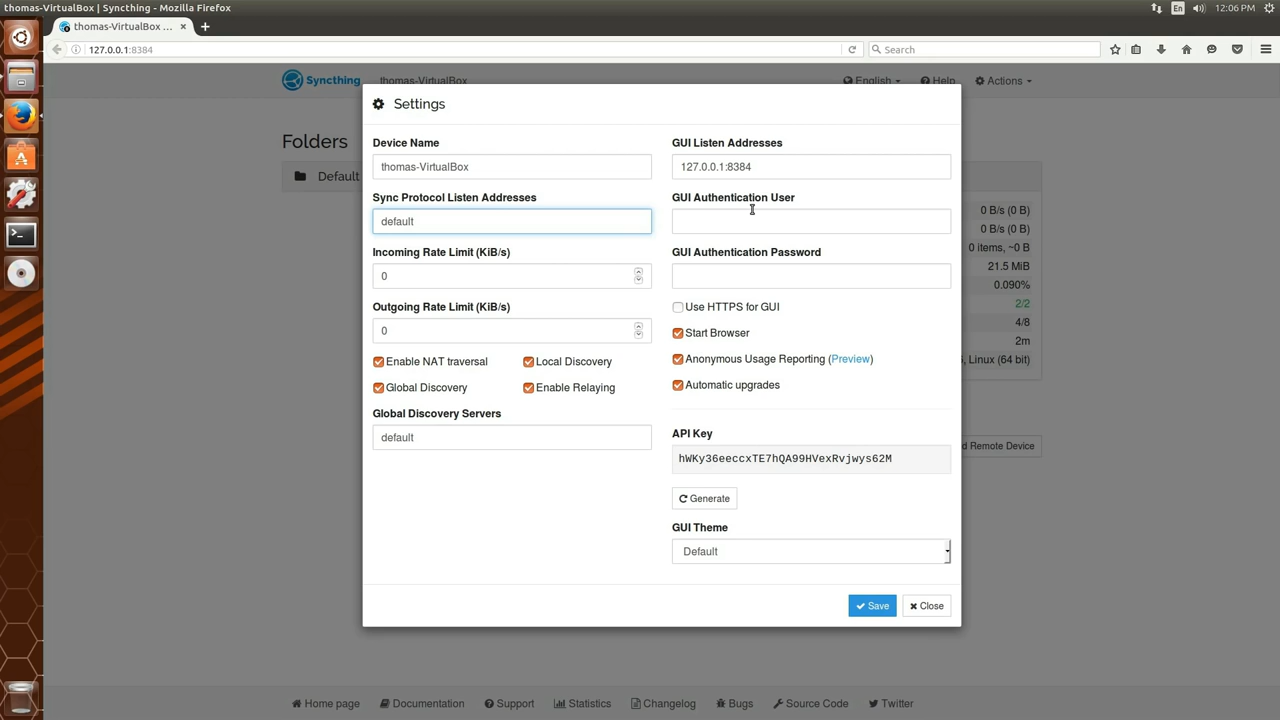 thomas-VirtualBox | Syncthing - Mozilla Firefox
En
12:06 PM
thomas-VirtualBox ...
127.0.0.1:8384
Search
Syncthing
thomas-VirtualBox
English
Help
Actions
Folders
Default
0 B/s (0 B)
0 B/s (0 B)
0 items, ~0 B
21.5 MiB
0.090%
2/2
4/8
2m
, Linux (64 bit)
d Remote Device
Settings
Device Name
thomas-VirtualBox
Sync Protocol Listen Addresses
default
Incoming Rate Limit (KiB/s)
0
Outgoing Rate Limit (KiB/s)
0
Enable NAT traversal
Local Discovery
Global Discovery
Enable Relaying
Global Discovery Servers
default
GUI Listen Addresses
127.0.0.1:8384
GUI Authentication User
GUI Authentication Password
Use HTTPS for GUI
Start Browser
Anonymous Usage Reporting (Preview)
Automatic upgrades
API Key
hWKy36eeccxTE7hQA99HVexRvjwys62M
Generate
GUI Theme
Default
Save
Close
Home page
Documentation
Support
Statistics
Changelog
Bugs
Source Code
Twitter